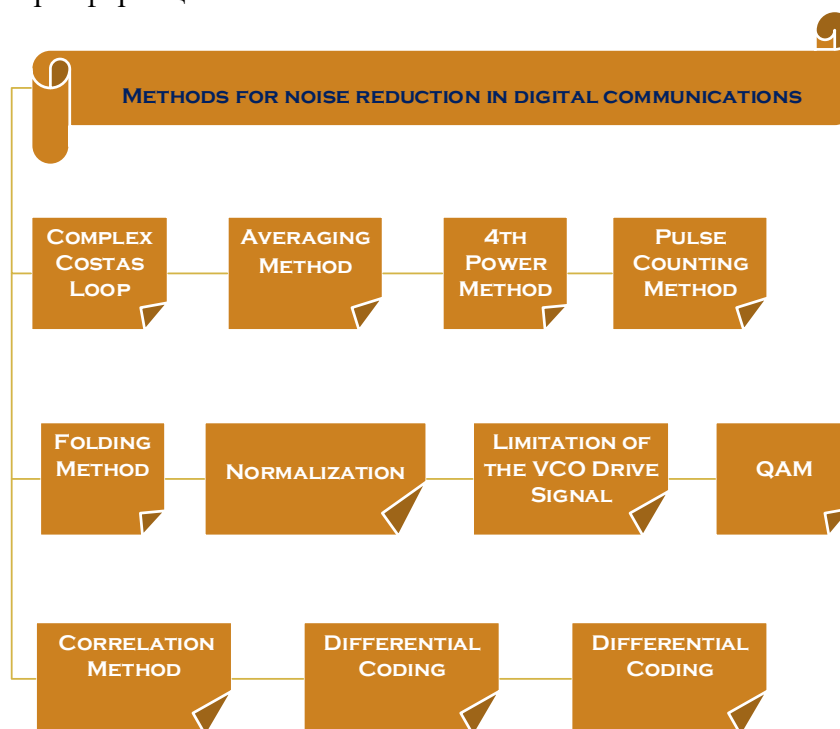 METHODS FOR NOISE REDUCTION IN DIGITAL COMMUNICATIONS
COMPLEX
COSTAS
LOOP
AVERAGING
METHOD
4TH
POWER
METHOD
PULSE
COUNTING
METHOD
FOLDING
METHOD
NORMALIZATION
LIMITATION OF
THE VCO DRIVE
SIGNAL
QAM
CORRELATION
METHOD
DIFFERENTIAL
CODING
DIFFERENTIAL
CODING